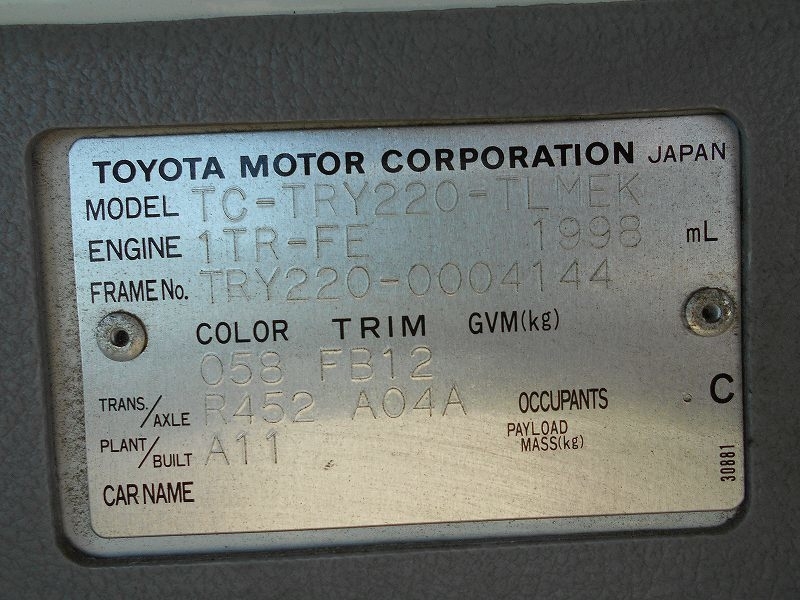 TOYOTA MOTOR CORPORATION JAPAN
MODEL TC-TRY220-TLMEK
ENGINE 1TR-FE 1998 mL
FRAME No. TRY220-0004144
COLOR TRIM GVM(kg)
058 FB12
TRANS./AXLE R452 A04A OCCUPANTS C
PLANT/BUILT A11 PAYLOAD MASS(kg)
CAR NAME
30881